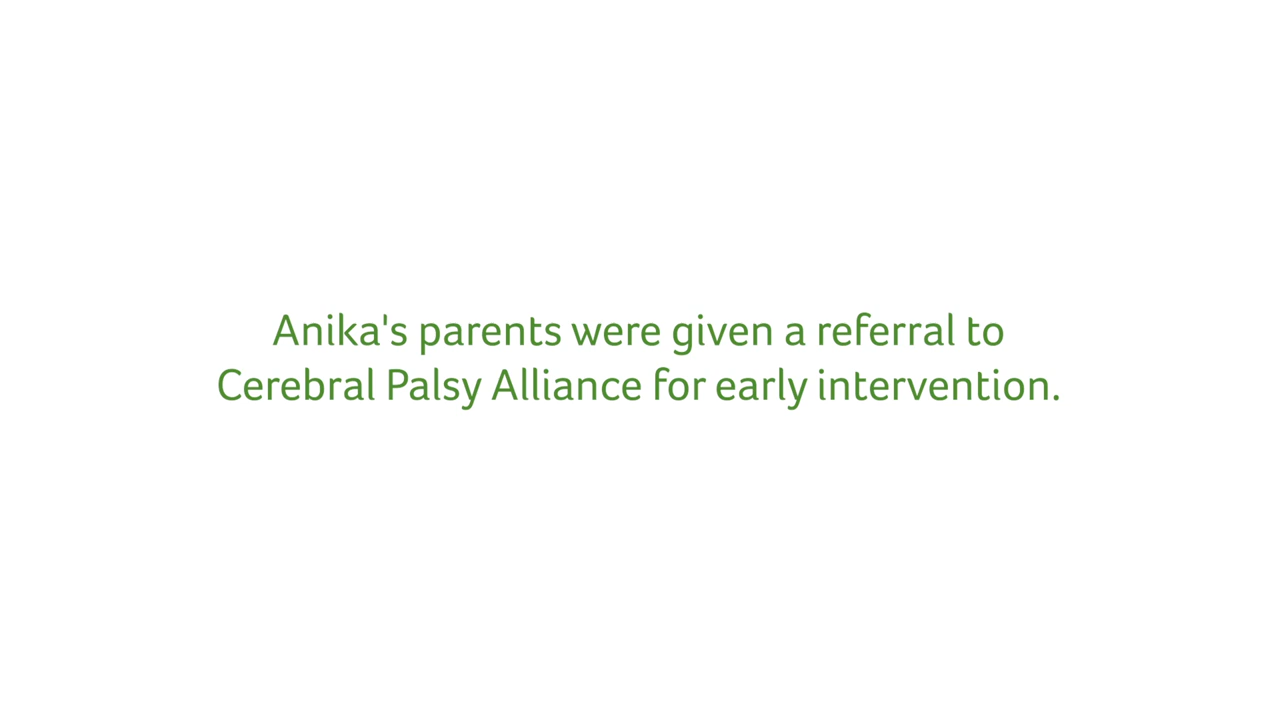 Anika's parents were given a referral to
Cerebral Palsy Alliance for early intervention.